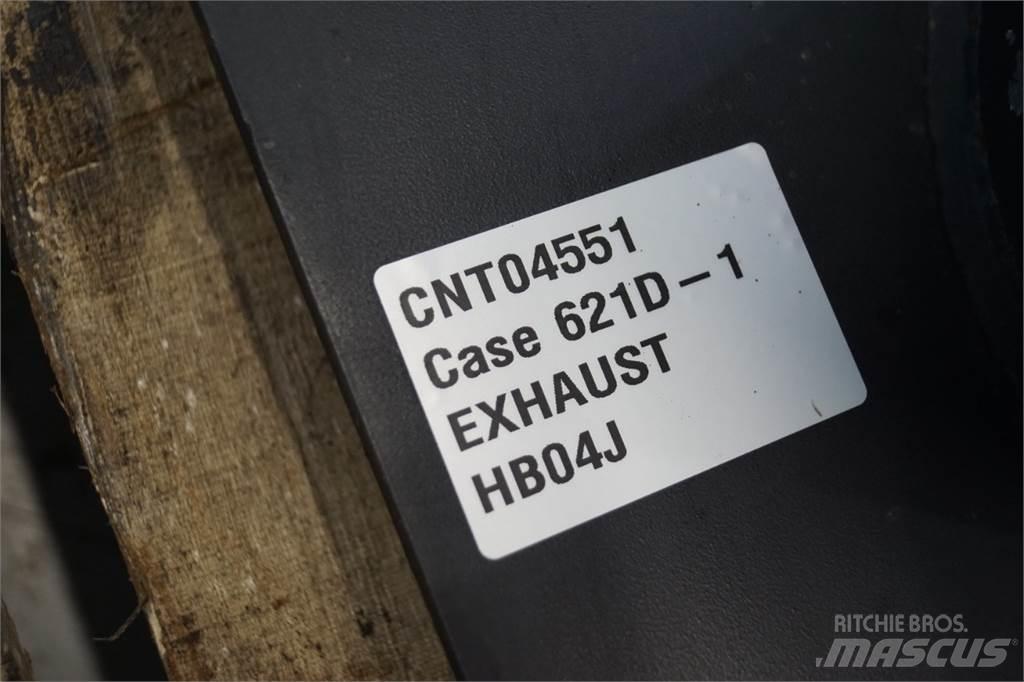 CNT04551
Case 621D-1
EXHAUST
HB04J
RITCHIE BROS.
MASCUS